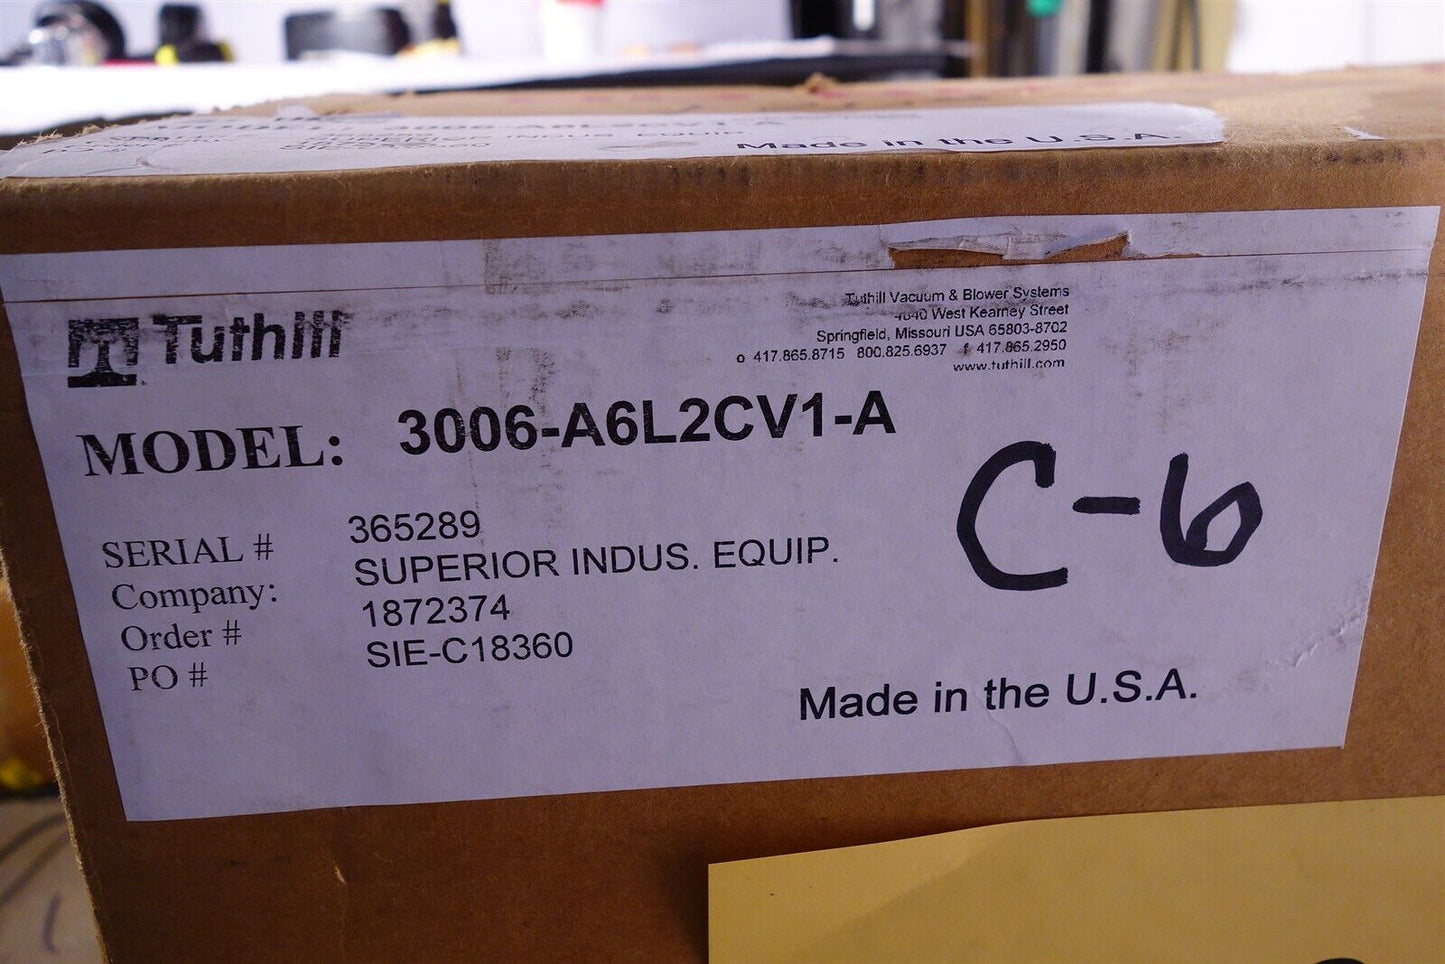 Made in the U.S.A.
Tuthill
Tuthill Vacuum & Blower Systems
4840 West Kearney Street
Springfield, Missouri USA 65803-8702
o 417.865.8715 800.825.6937 f 417.865.2950
www.tuthill.com
MODEL: 3006-A6L2CV1-A
C-6
SERIAL # 365289
Company: SUPERIOR INDUS. EQUIP.
Order # 1872374
PO # SIE-C18360
Made in the U.S.A.